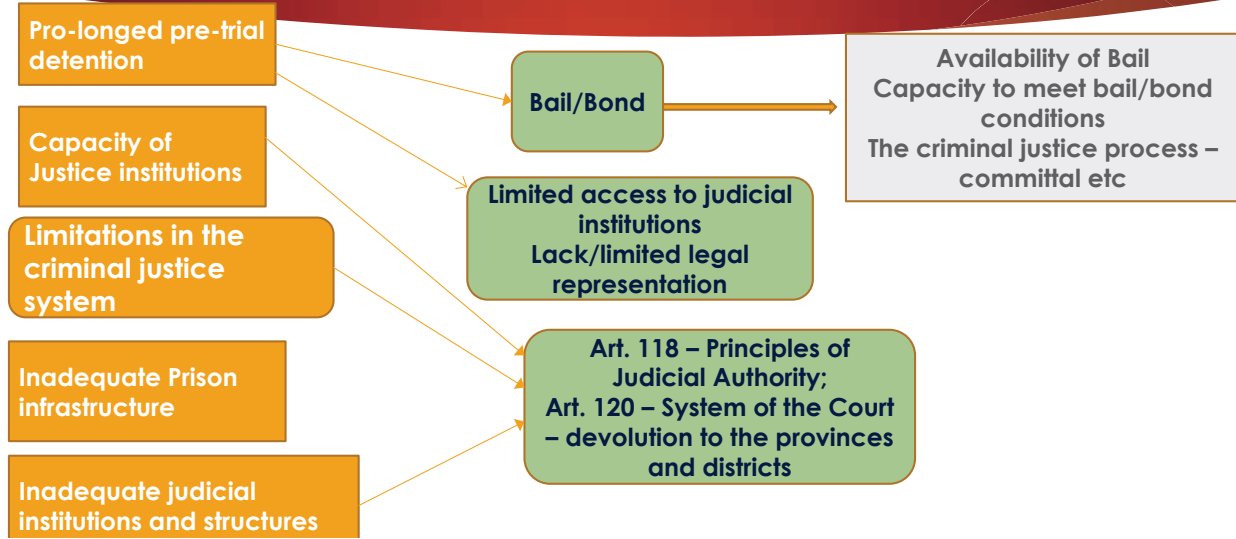 Pro-longed pre-trial
detention
Capacity of
Justice institutions
Limitations in the
criminal justice
system
Inadequate Prison
infrastructure
Inadequate judicial
institutions and structures
Bail/Bond
Limited access to judicial
institutions
Lack/limited legal
representation
Art. 118 – Principles of
Judicial Authority;
Art. 120 – System of the Court
– devolution to the provinces
and districts
Availability of Bail
Capacity to meet bail/bond
conditions
The criminal justice process –
committal etc